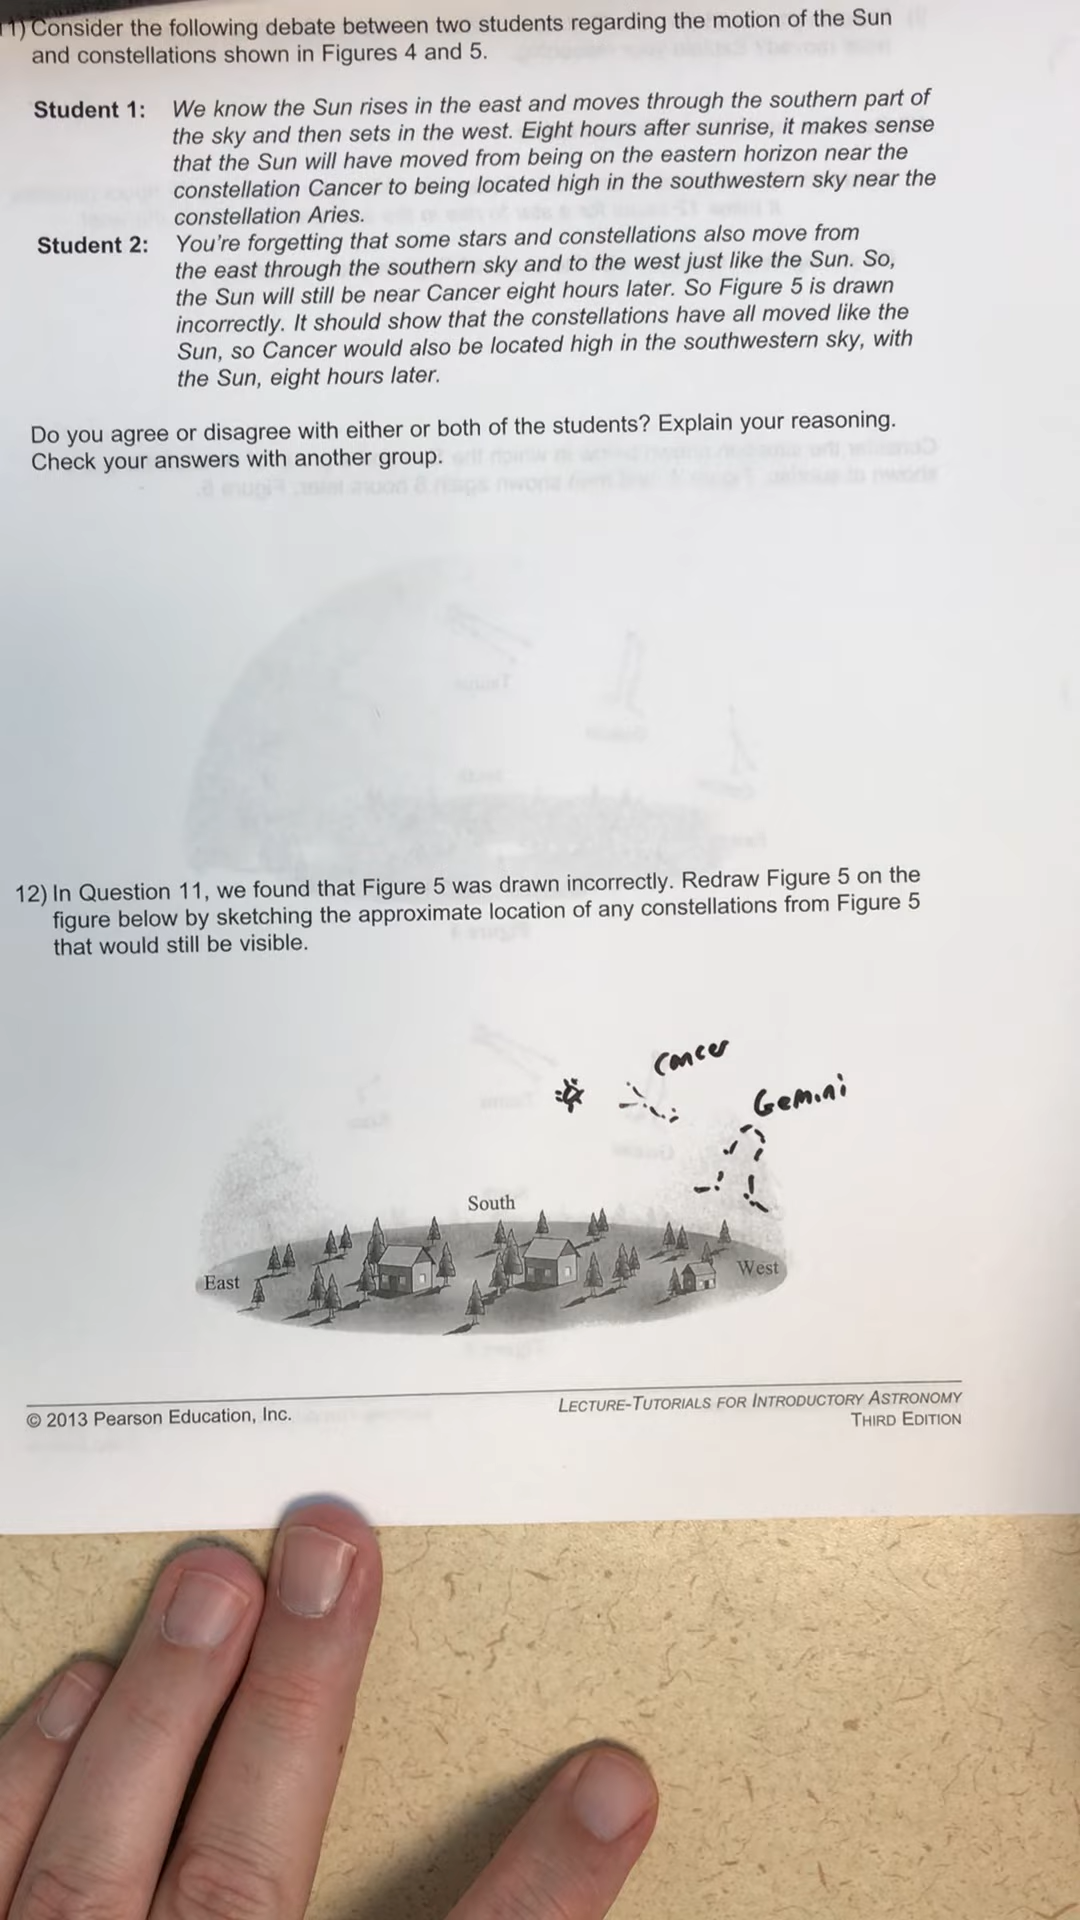 11) Consider the following debate between two students regarding the motion of the Sun
and constellations shown in Figures 4 and 5.
Student 1: We know the Sun rises in the east and moves through the southern part of
the sky and then sets in the west. Eight hours after sunrise, it makes sense
that the Sun will have moved from being on the eastern horizon near the
constellation Cancer to being located high in the southwestern sky near the
constellation Aries.
Student 2: You're forgetting that some stars and constellations also move from
the east through the southern sky and to the west just like the Sun. So,
the Sun will still be near Cancer eight hours later. So Figure 5 is drawn
incorrectly. It should show that the constellations have all moved like the
Sun, so Cancer would also be located high in the southwestern sky, with
the Sun, eight hours later.
Do you agree or disagree with either or both of the students? Explain your reasoning.
Check your answers with another group.
12) In Question 11, we found that Figure 5 was drawn incorrectly. Redraw Figure 5 on the
figure below by sketching the approximate location of any constellations from Figure 5
that would still be visible.
Cancer
Gemini
South
East
West
© 2013 Pearson Education, Inc.
LECTURE-TUTORIALS FOR INTRODUCTORY ASTRONOMY
THIRD EDITION